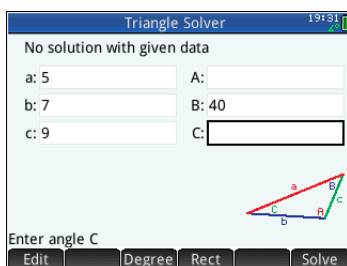 Triangle Solver 19:31
No solution with given data
a: 5 A:
b: 7 B: 40
c: 9 C:
a B c
C A
b
Enter angle C
Edit Degree Rect Solve